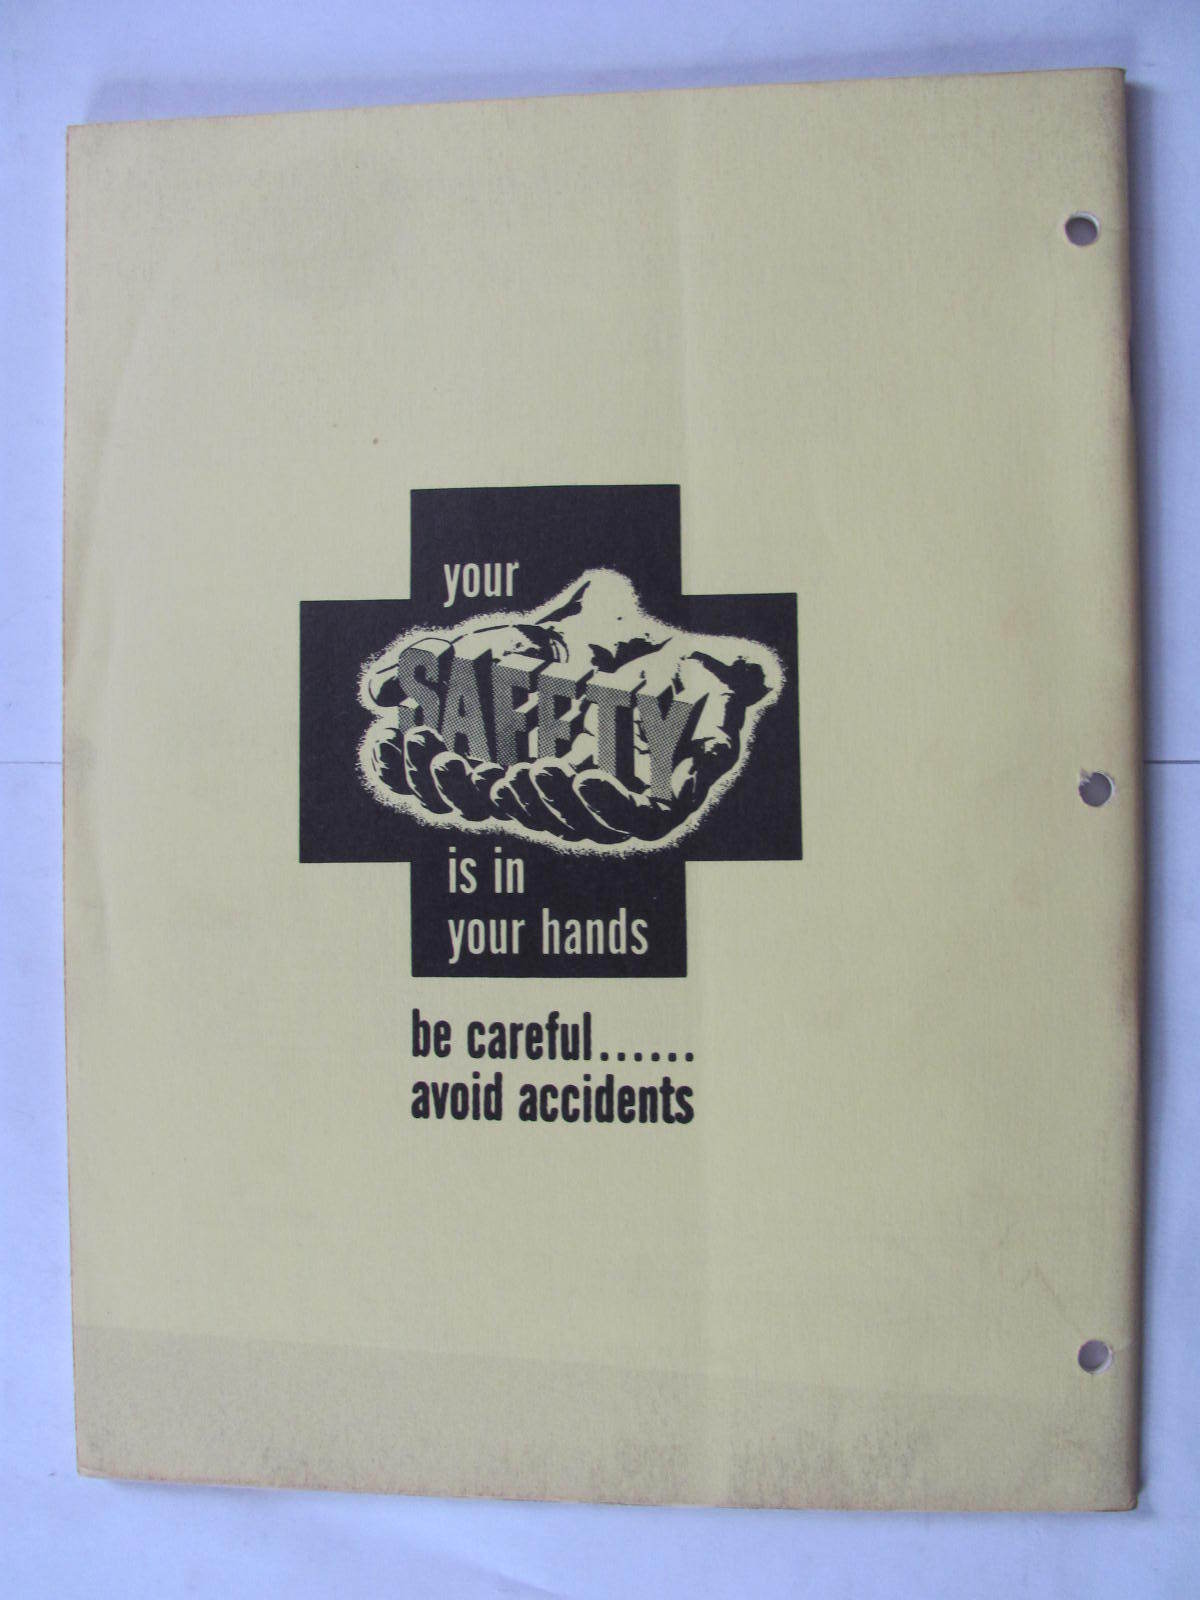 your
SAFETY
is in
your hands
be careful......
avoid accidents